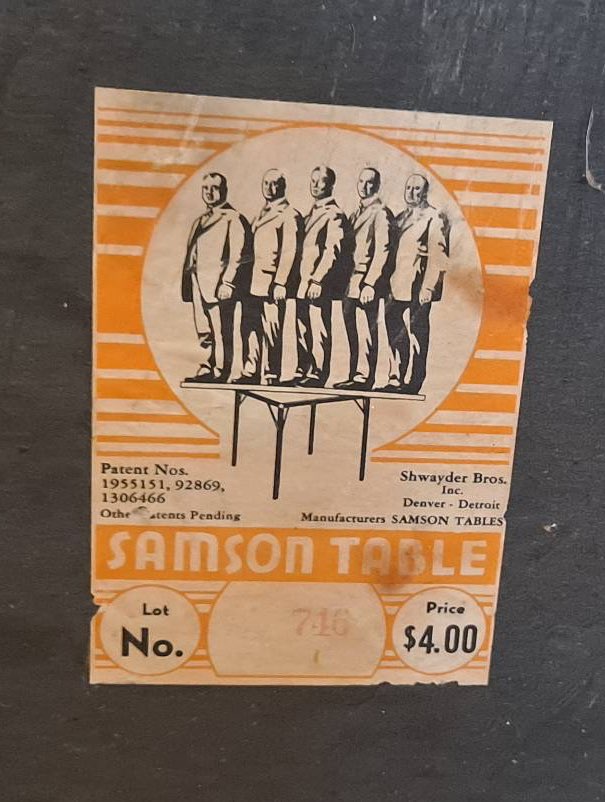 Patent Nos.
1955151, 92869,
1306466
Pending
Shwayder Bros.
Inc.
Denver - Detroit
Manufacturers SAMSON TABLES
SAMSON TABLE
Lot
No.
746
Price
$4.00